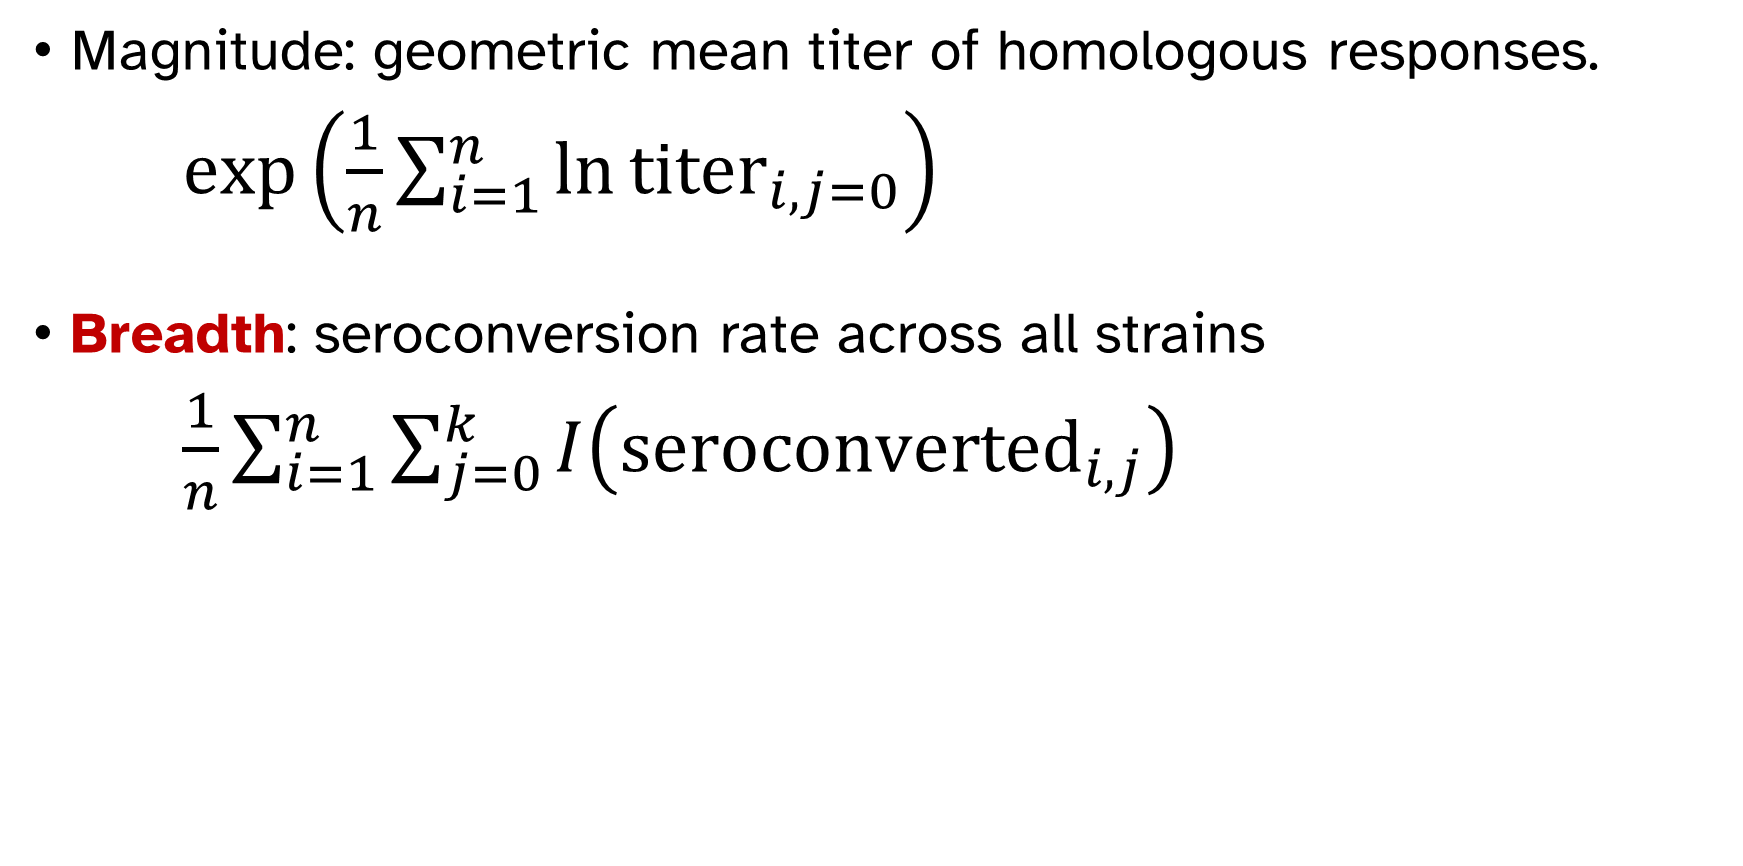 • Magnitude: geometric mean titer of homologous responses.
exp(1/n ∑ⁿᵢ₌₁ ln titerᵢ,ⱼ₌₀)
• Breadth: seroconversion rate across all strains
1/n ∑ⁿᵢ₌₁ ∑ᵏⱼ₌₀ I(seroconvertedᵢ,ⱼ)